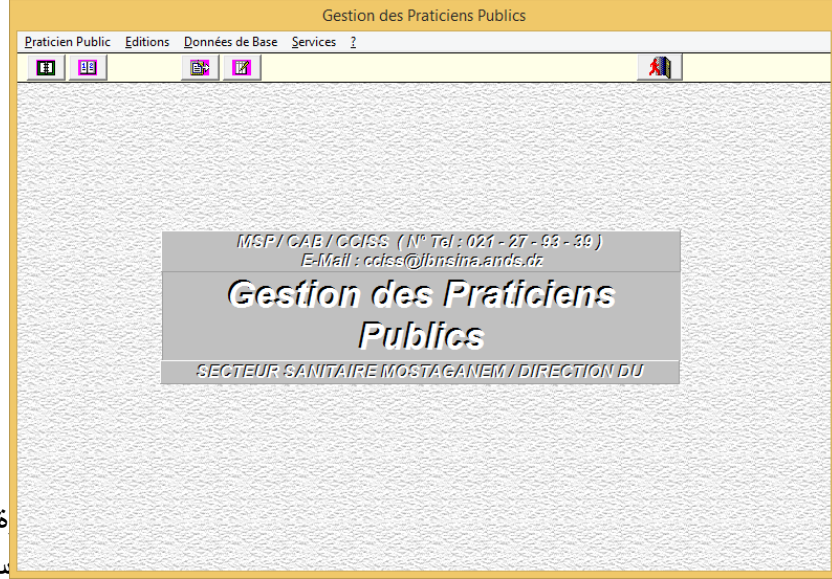 Gestion des Praticiens Publics
Praticien Public Editions Données de Base Services ?
MSP / CAB / CCISS ( N° Tel : 021 - 27 - 93 - 39 )
E-Mail : cciss@ibnsina.ands.dz
Gestion des Praticiens
Publics
SECTEUR SANITAIRE MOSTAGANEM / DIRECTION DU